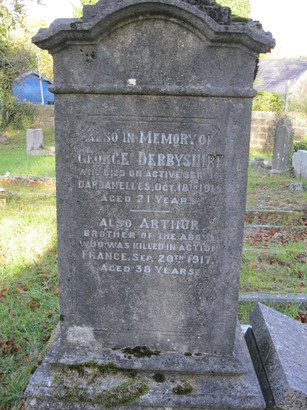 ALSO IN MEMORY OF
GEORGE DERBYSHIRE
WHO DIED ON ACTIVE SERVICE
DARDANELLES, OCT. 18TH 1915
AGED 21 YEARS.
ALSO ARTHUR
BROTHER OF THE ABOVE
WHO WAS KILLED IN ACTION
FRANCE, SEP. 20TH 1917.
AGED 38 YEARS.